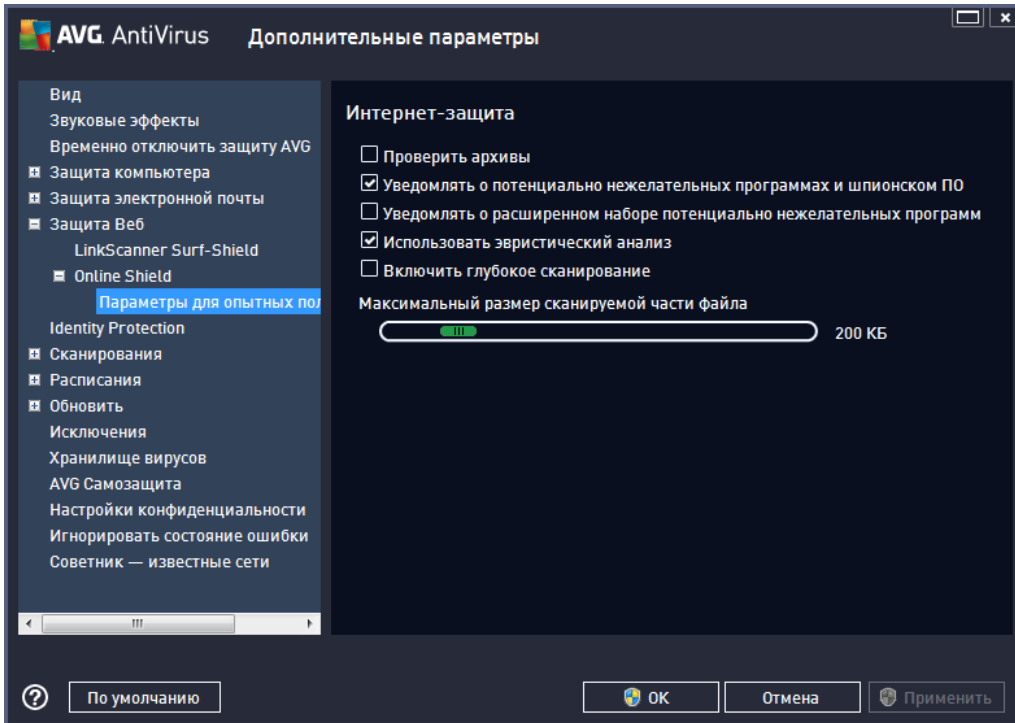 AVG. AntiVirus
Дополнительные параметры
Вид
Звуковые эффекты
Временно отключить защиту AVG
Защита компьютера
Защита электронной почты
Защита Веб
LinkScanner Surf-Shield
Online Shield
Параметры для опытных пол
Identity Protection
Сканирования
Расписания
Обновить
Исключения
Хранилище вирусов
AVG Самозащита
Настройки конфиденциальности
Игнорировать состояние ошибки
Советник — известные сети
Интернет-защита
Проверить архивы
Уведомлять о потенциально нежелательных программах и шпионском ПО
Уведомлять о расширенном наборе потенциально нежелательных программ
Использовать эвристический анализ
Включить глубокое сканирование
Максимальный размер сканируемой части файла
200 КБ
По умолчанию
ОК
Отмена
Применить